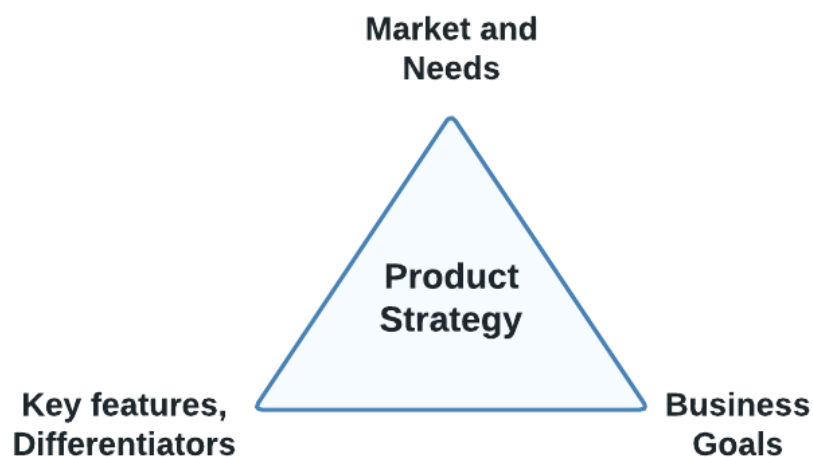 Market and
Needs
Product
Strategy
Key features,
Differentiators
Business
Goals